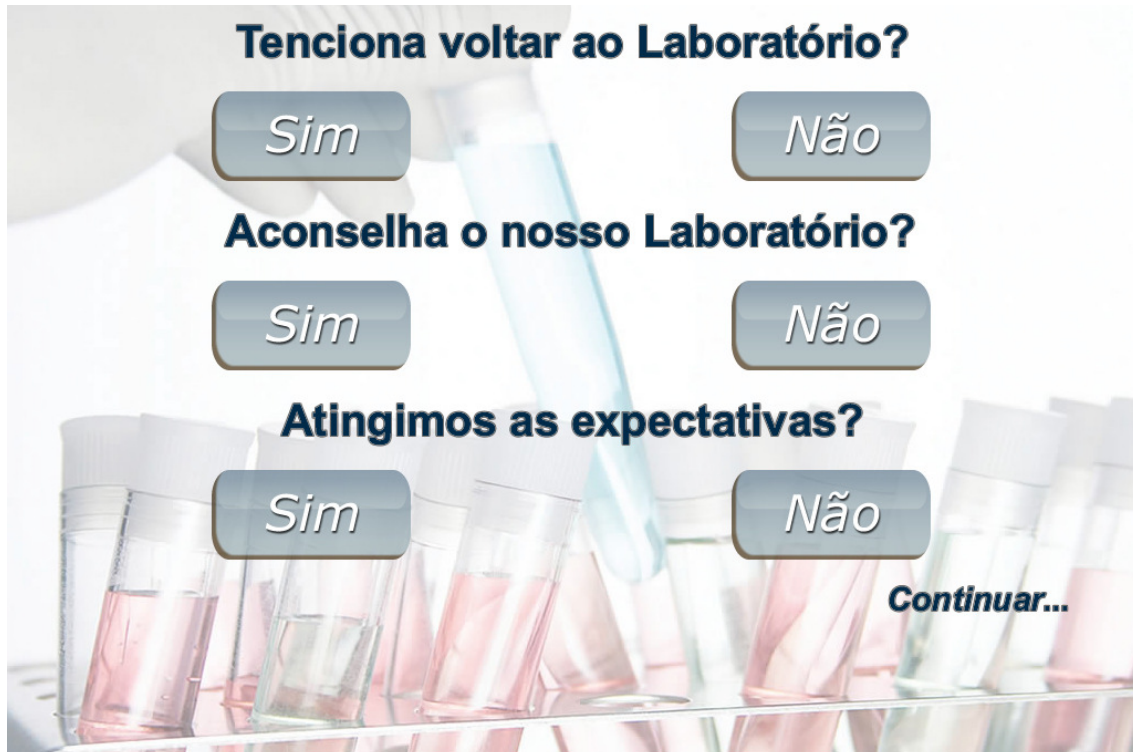 Tenciona voltar ao Laboratório?
Sim Não
Aconselha o nosso Laboratório?
Sim Não
Atingimos as expectativas?
Sim Não
Continuar...